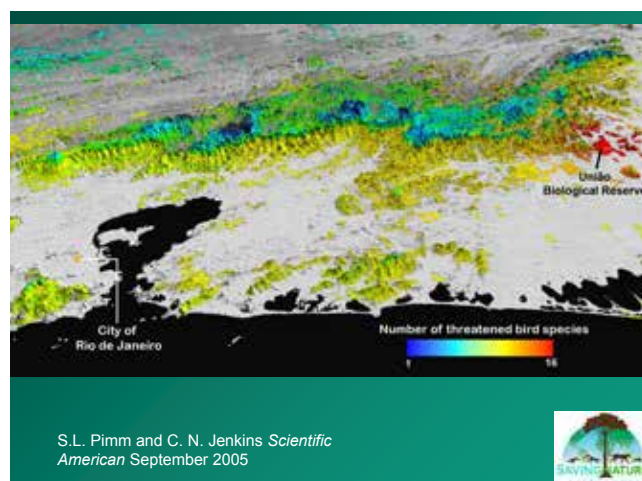 União
Biological Reserve
City of
Rio de Janeiro
Number of threatened bird species
1
16
S.L. Pimm and C. N. Jenkins Scientific
American September 2005
SAVING NATURE